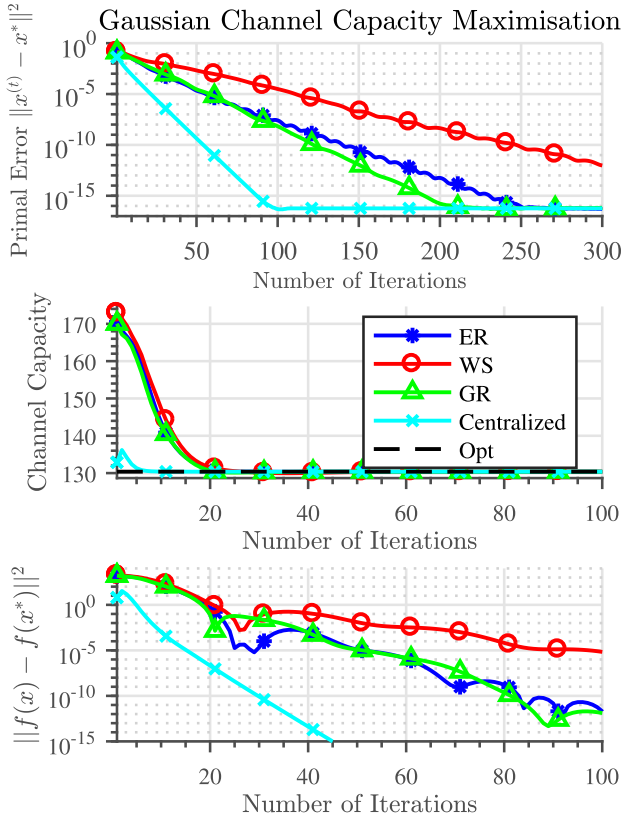 Gaussian Channel Capacity Maximisation
Primal Error ||x^(t) − x*||²
10^0
10^-5
10^-10
10^-15
50 100 150 200 250 300
Number of Iterations
Channel Capacity
170
160
150
140
130
ER
WS
GR
Centralized
Opt
20 40 60 80 100
Number of Iterations
||f(x) − f(x*)||²
10^0
10^-5
10^-10
10^-15
20 40 60 80 100
Number of Iterations